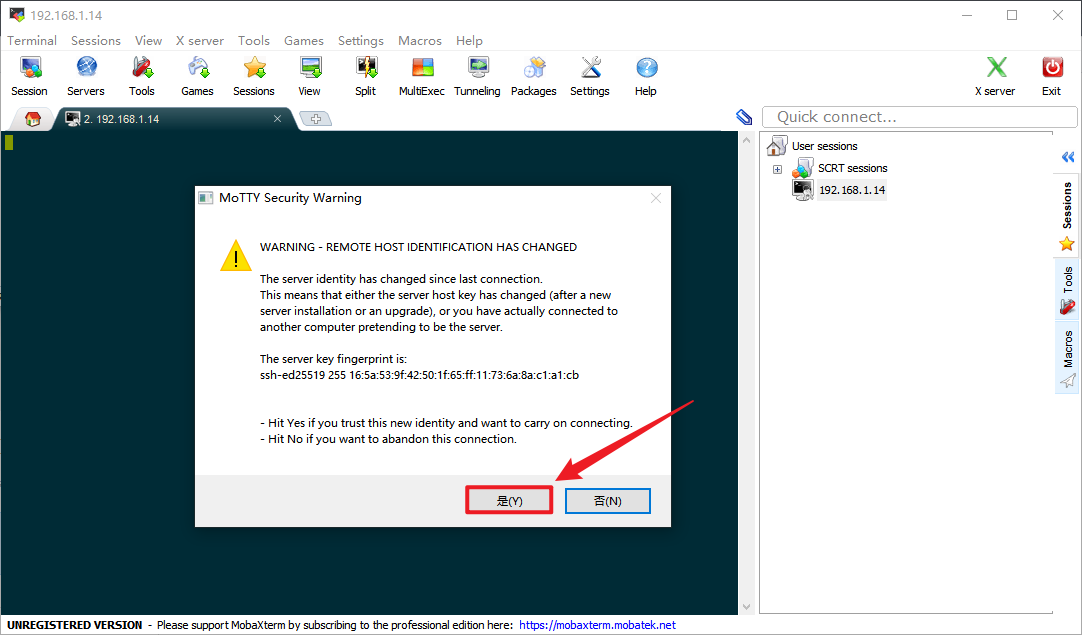 192.168.1.14
Terminal Sessions View X server Tools Games Settings Macros Help
Session Servers Tools Games Sessions View Split MultiExec Tunneling Packages Settings Help X server Exit
2. 192.168.1.14
Quick connect...
User sessions
SCRT sessions
192.168.1.14
Sessions
Tools
Macros
MoTTY Security Warning
WARNING - REMOTE HOST IDENTIFICATION HAS CHANGED
The server identity has changed since last connection.
This means that either the server host key has changed (after a new
server installation or an upgrade), or you have actually connected to
another computer pretending to be the server.
The server key fingerprint is:
ssh-ed25519 255 16:5a:53:9f:42:50:1f:65:ff:11:73:6a:8a:c1:a1:cb
- Hit Yes if you trust this new identity and want to carry on connecting.
- Hit No if you want to abandon this connection.
是(Y) 否(N)
UNREGISTERED VERSION - Please support MobaXterm by subscribing to the professional edition here: https://mobaxterm.mobatek.net